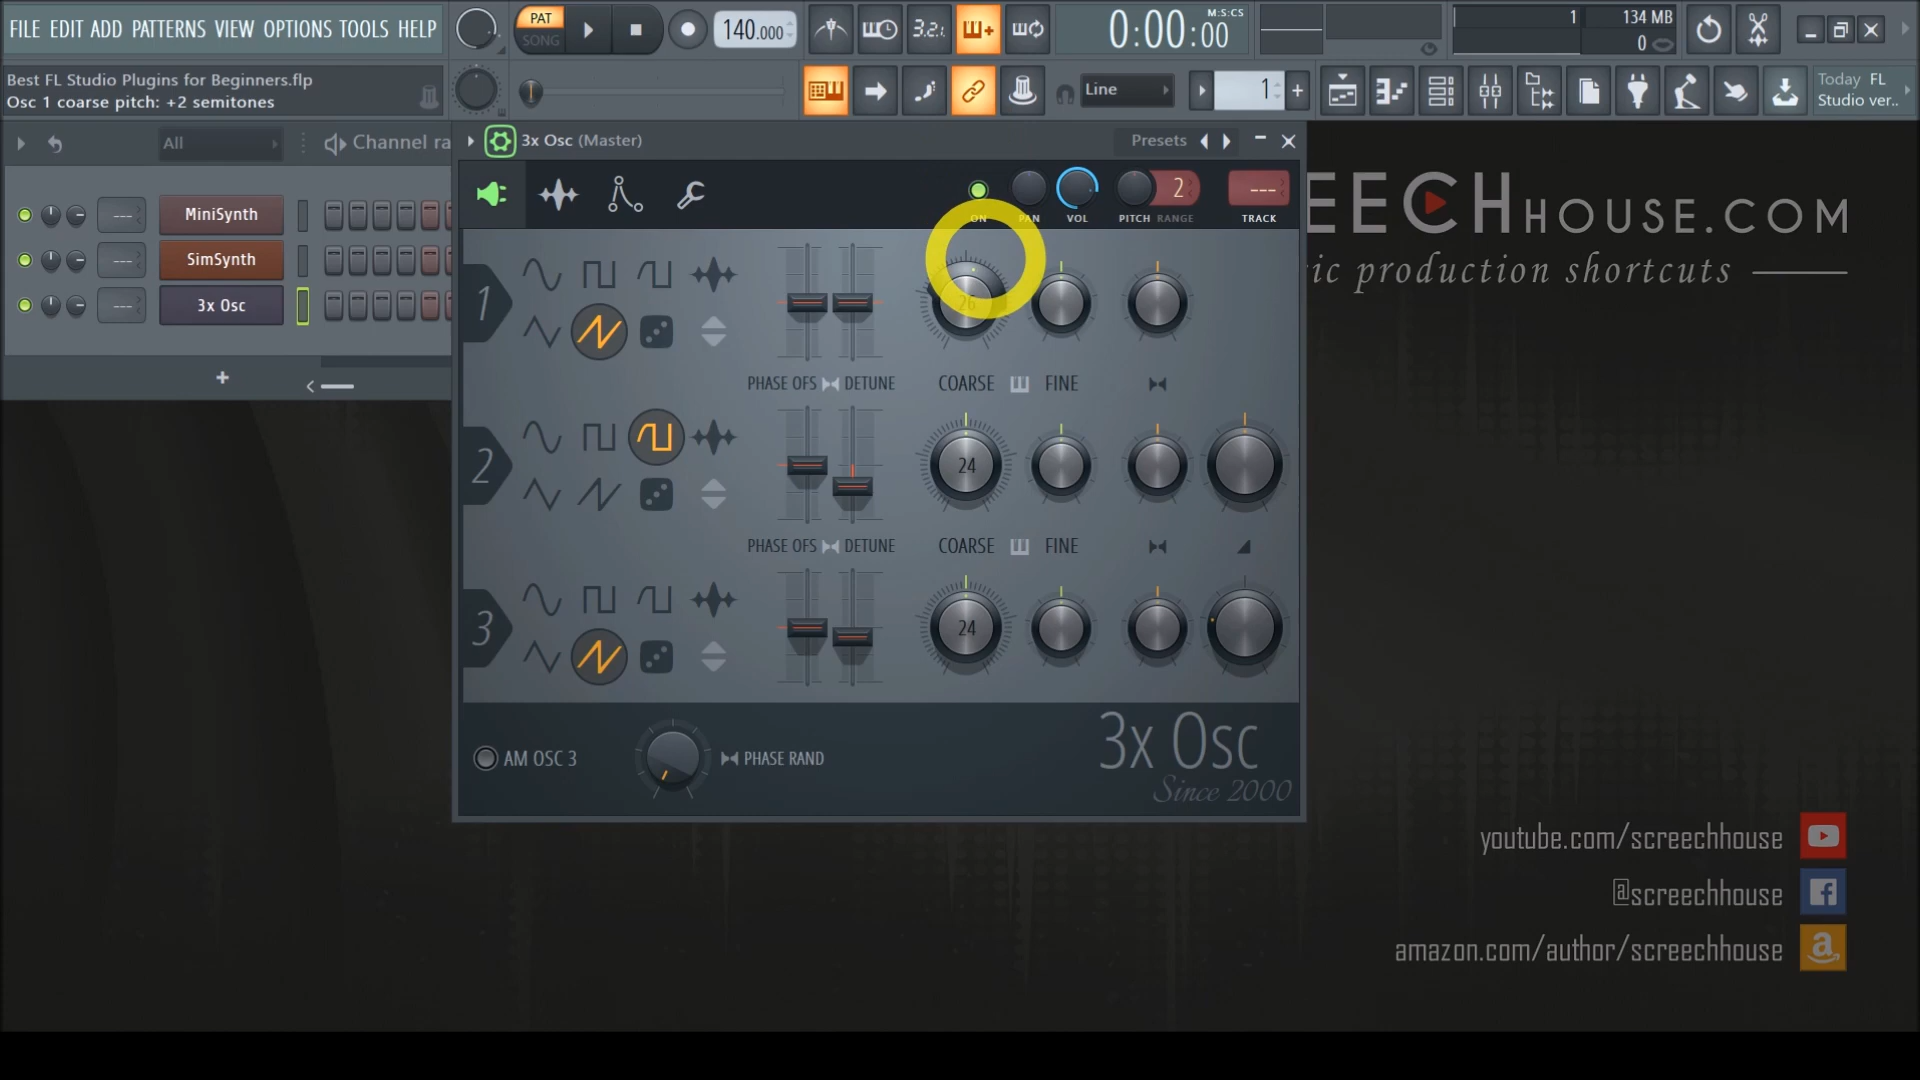 FILE EDIT ADD PATTERNS VIEW OPTIONS TOOLS HELP
PAT
SONG
140.000
3.2.1
0:00:00
M:S:CS
1
134 MB
0
Best FL Studio Plugins for Beginners.flp
Osc 1 coarse pitch: +2 semitones
Line
1
+
Today FL
Studio ver..
All
Channel ra
3x Osc (Master)
Presets
MiniSynth
SimSynth
3x Osc
+
2
---
ON PAN VOL PITCH RANGE TRACK
EECHHOUSE.COM
ic production shortcuts
1
26
PHASE OFS DETUNE COARSE FINE
2
24
PHASE OFS DETUNE COARSE FINE
3
24
AM OSC 3
PHASE RAND
3x Osc
Since 2000
youtube.com/screechhouse
@screechhouse
amazon.com/author/screechhouse